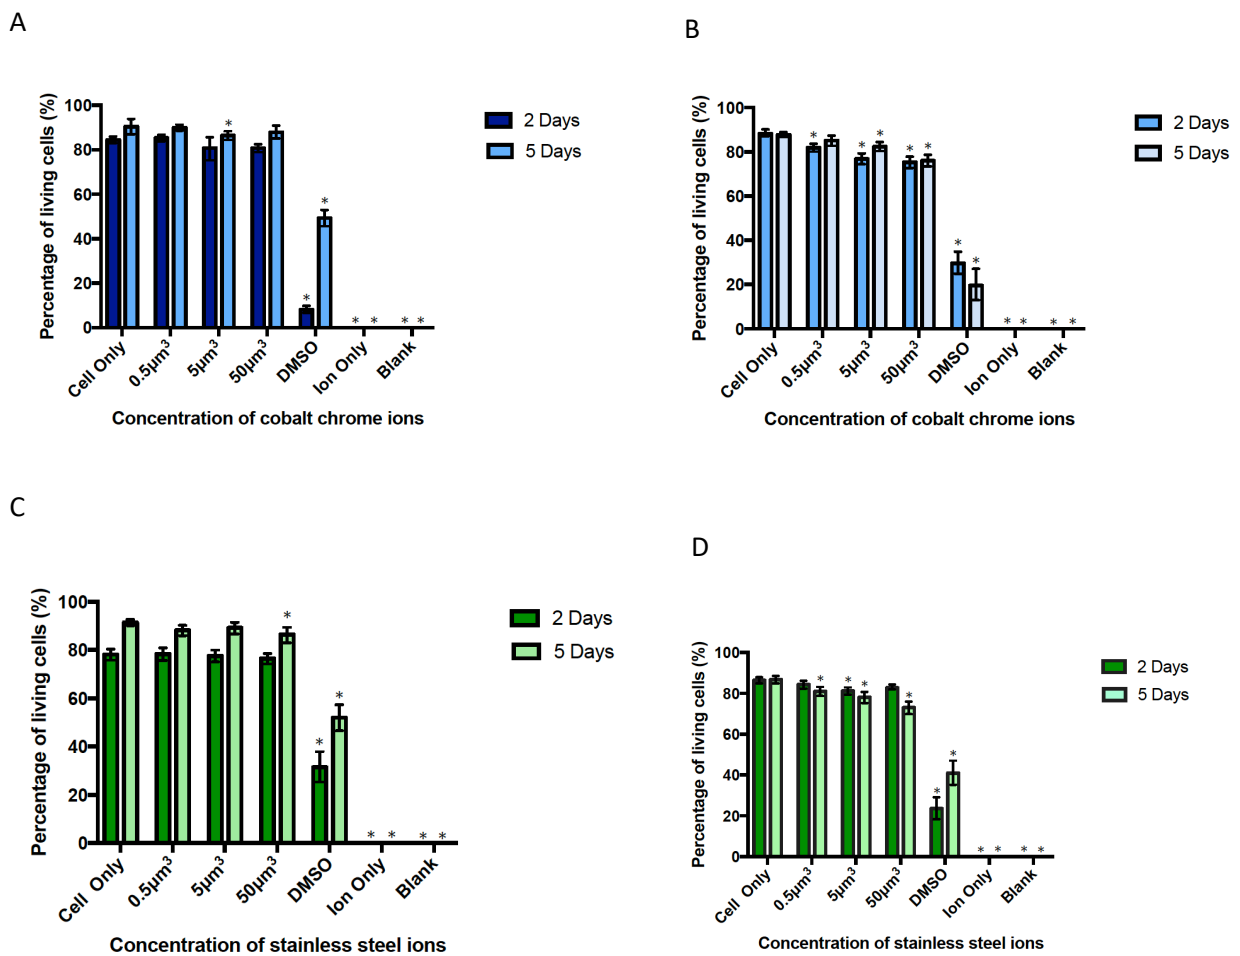 A
Percentage of living cells (%)
100
80
60
40
20
0
* * * * * * *
Cell Only
0.5µm³
5µm³
50µm³
DMSO
Ion Only
Blank
Concentration of cobalt chrome ions
2 Days
5 Days
B
Percentage of living cells (%)
100
80
60
40
20
0
* * * * * * * * * * *
Cell Only
0.5µm³
5µm³
50µm³
DMSO
Ion Only
Blank
Concentration of cobalt chrome ions
2 Days
5 Days
C
Percentage of living cells (%)
100
80
60
40
20
0
* * * * * * *
Cell Only
0.5µm³
5µm³
50µm³
DMSO
Ion Only
Blank
Concentration of stainless steel ions
2 Days
5 Days
D
Percentage of living cells (%)
100
80
60
40
20
0
* * * * * * * * * *
Cell Only
0.5µm³
5µm³
50µm³
DMSO
Ion Only
Blank
Concentration of stainless steel ions
2 Days
5 Days